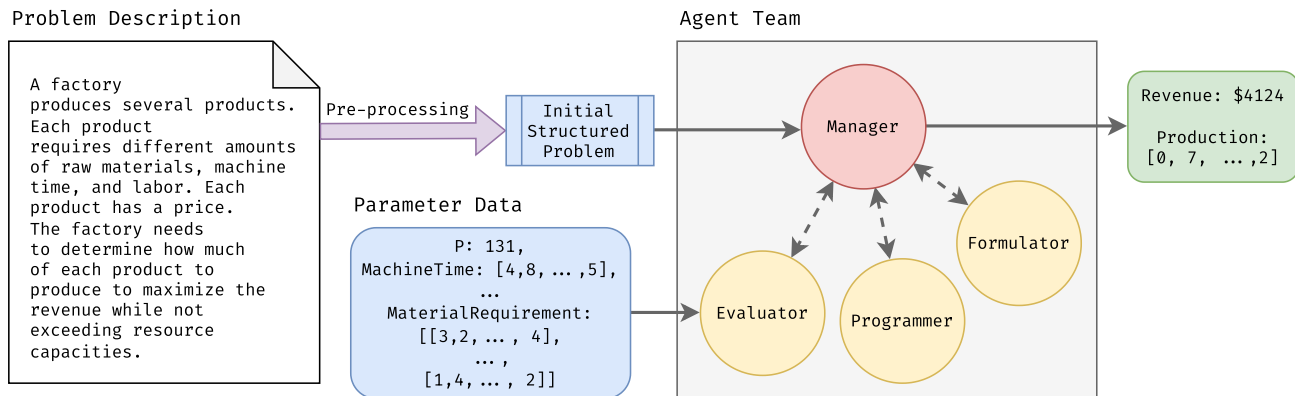 Problem Description
A factory
produces several products.
Each product
requires different amounts
of raw materials, machine
time, and labor. Each
product has a price.
The factory needs
to determine how much
of each product to
produce to maximize the
revenue while not
exceeding resource
capacities.
Pre-processing
Initial
Structured
Problem
Parameter Data
P: 131,
MachineTime: [4,8, ...,5],
...
MaterialRequirement:
[[3,2, ..., 4],
...,
[1,4, ..., 2]]
Agent Team
Manager
Evaluator
Programmer
Formulator
Revenue: $4124
Production:
[0, 7, ...,2]